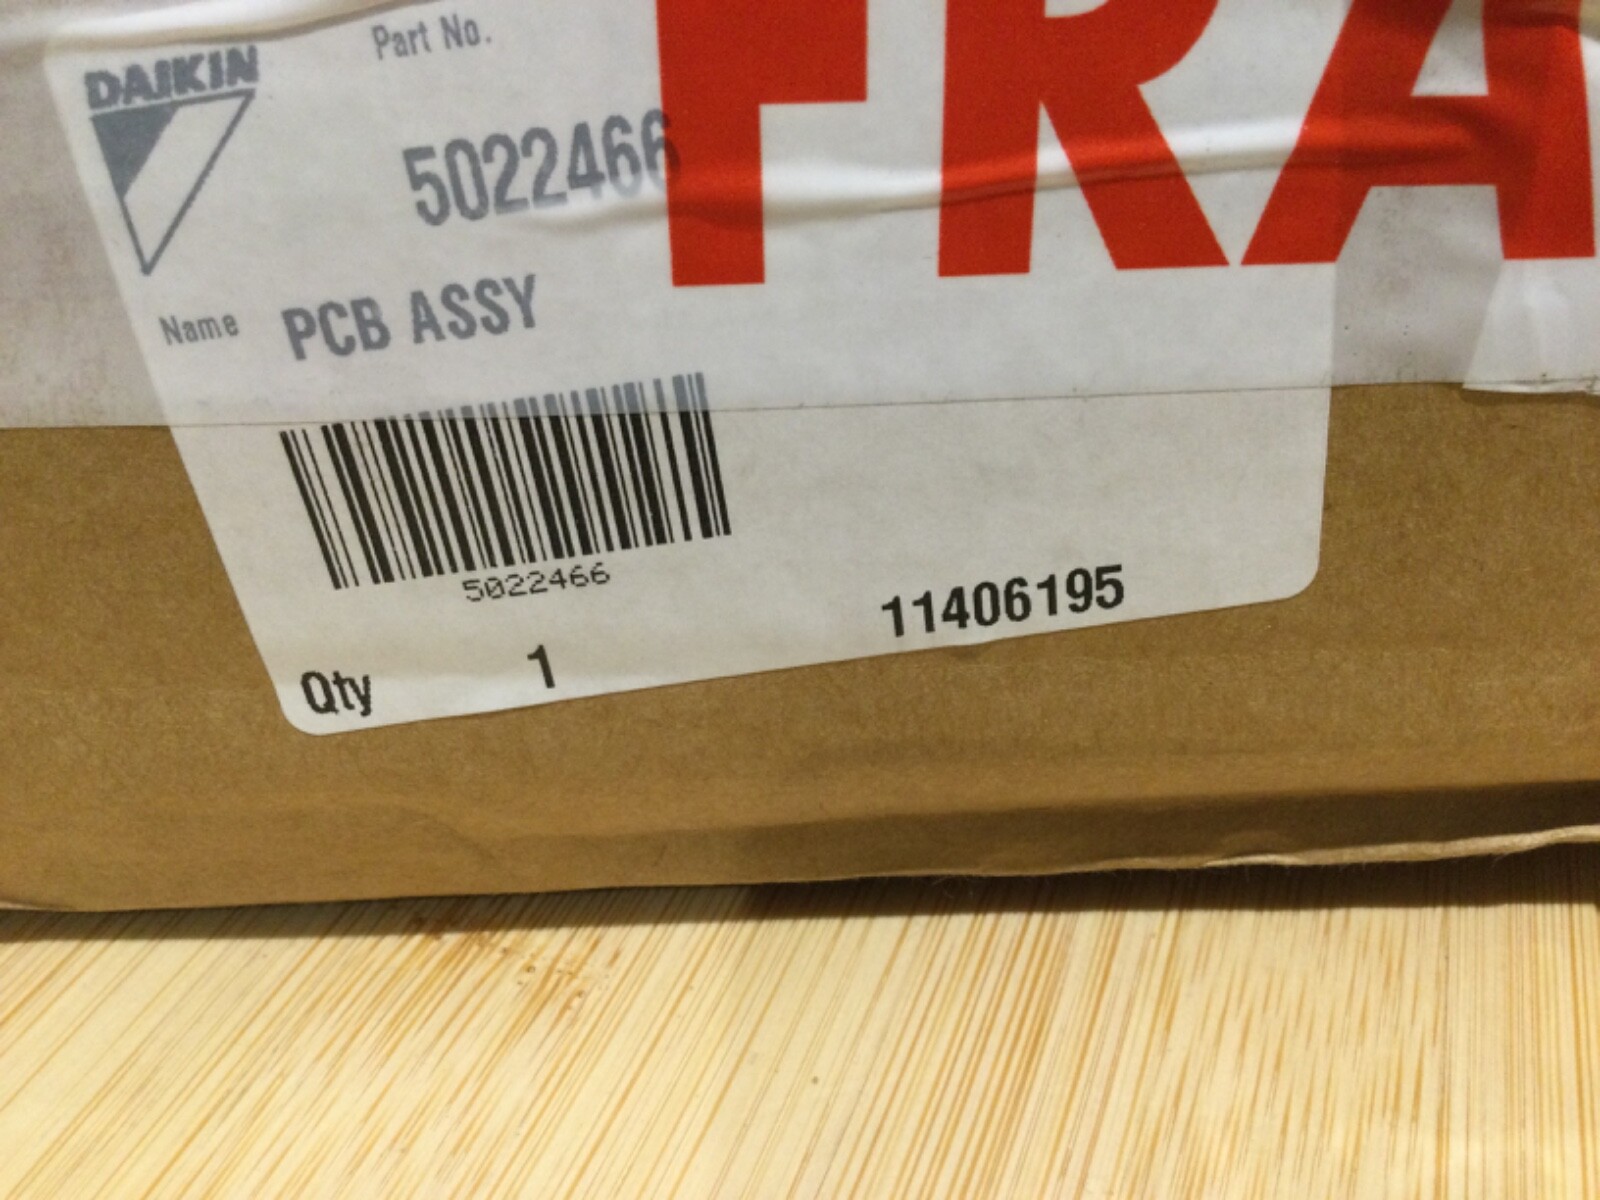 DAIKIN
Part No.
5022466
FRA
Name PCB ASSY
5022466
Qty 1
11406195